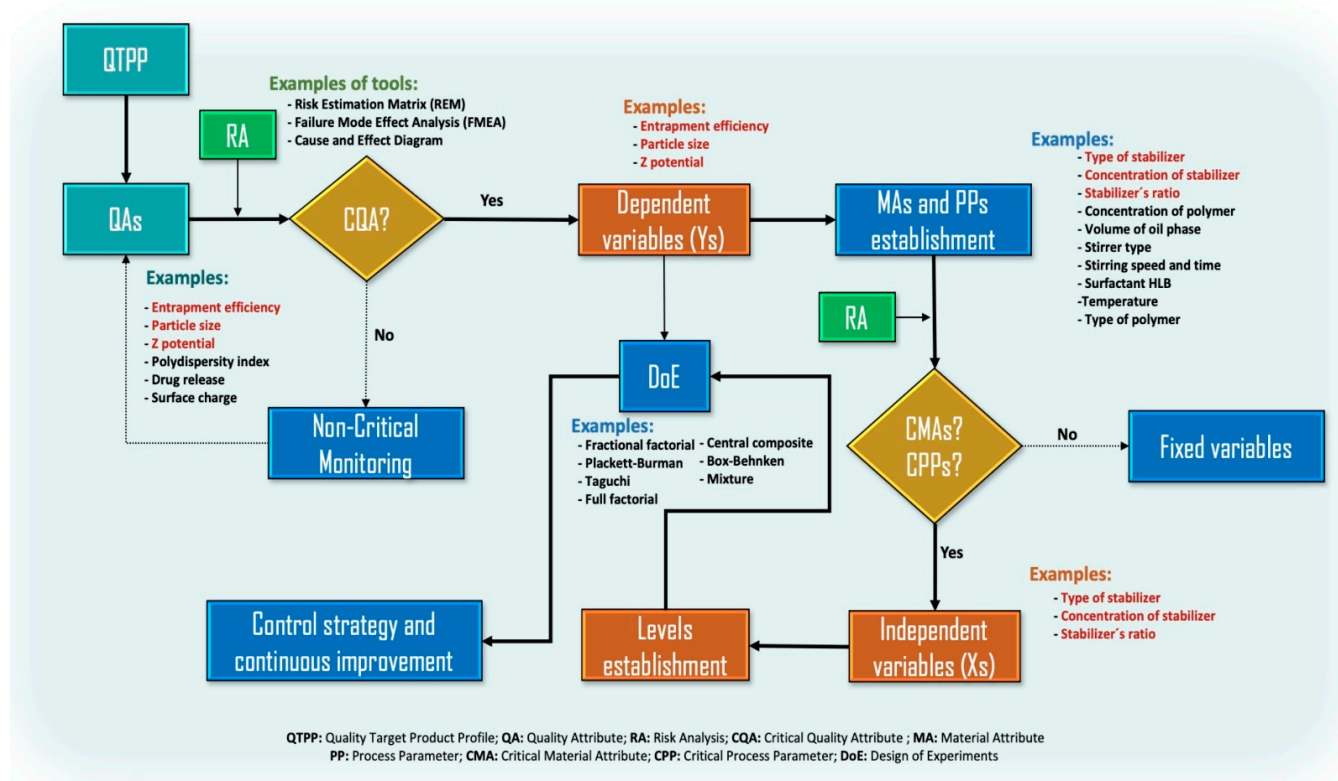 QTPP
Examples of tools:
- Risk Estimation Matrix (REM)
- Failure Mode Effect Analysis (FMEA)
- Cause and Effect Diagram
RA
QAs
CQA?
Yes
Examples:
- Entrapment efficiency
- Particle size
- Z potential
Dependent
variables (Ys)
MAs and PPs
establishment
Examples:
- Type of stabilizer
- Concentration of stabilizer
- Stabilizer´s ratio
- Concentration of polymer
- Volume of oil phase
- Stirrer type
- Stirring speed and time
- Surfactant HLB
-Temperature
- Type of polymer
Examples:
- Entrapment efficiency
- Particle size
- Z potential
- Polydispersity index
- Drug release
- Surface charge
No
Non-Critical
Monitoring
RA
DoE
Examples:
- Fractional factorial
- Plackett-Burman
- Taguchi
- Full factorial
- Central composite
- Box-Behnken
- Mixture
CMAs?
CPPs?
No
Fixed variables
Yes
Examples:
- Type of stabilizer
- Concentration of stabilizer
- Stabilizer´s ratio
Independent
variables (Xs)
Levels
establishment
Control strategy and
continuous improvement
QTPP: Quality Target Product Profile; QA: Quality Attribute; RA: Risk Analysis; CQA: Critical Quality Attribute ; MA: Material Attribute
PP: Process Parameter; CMA: Critical Material Attribute; CPP: Critical Process Parameter; DoE: Design of Experiments